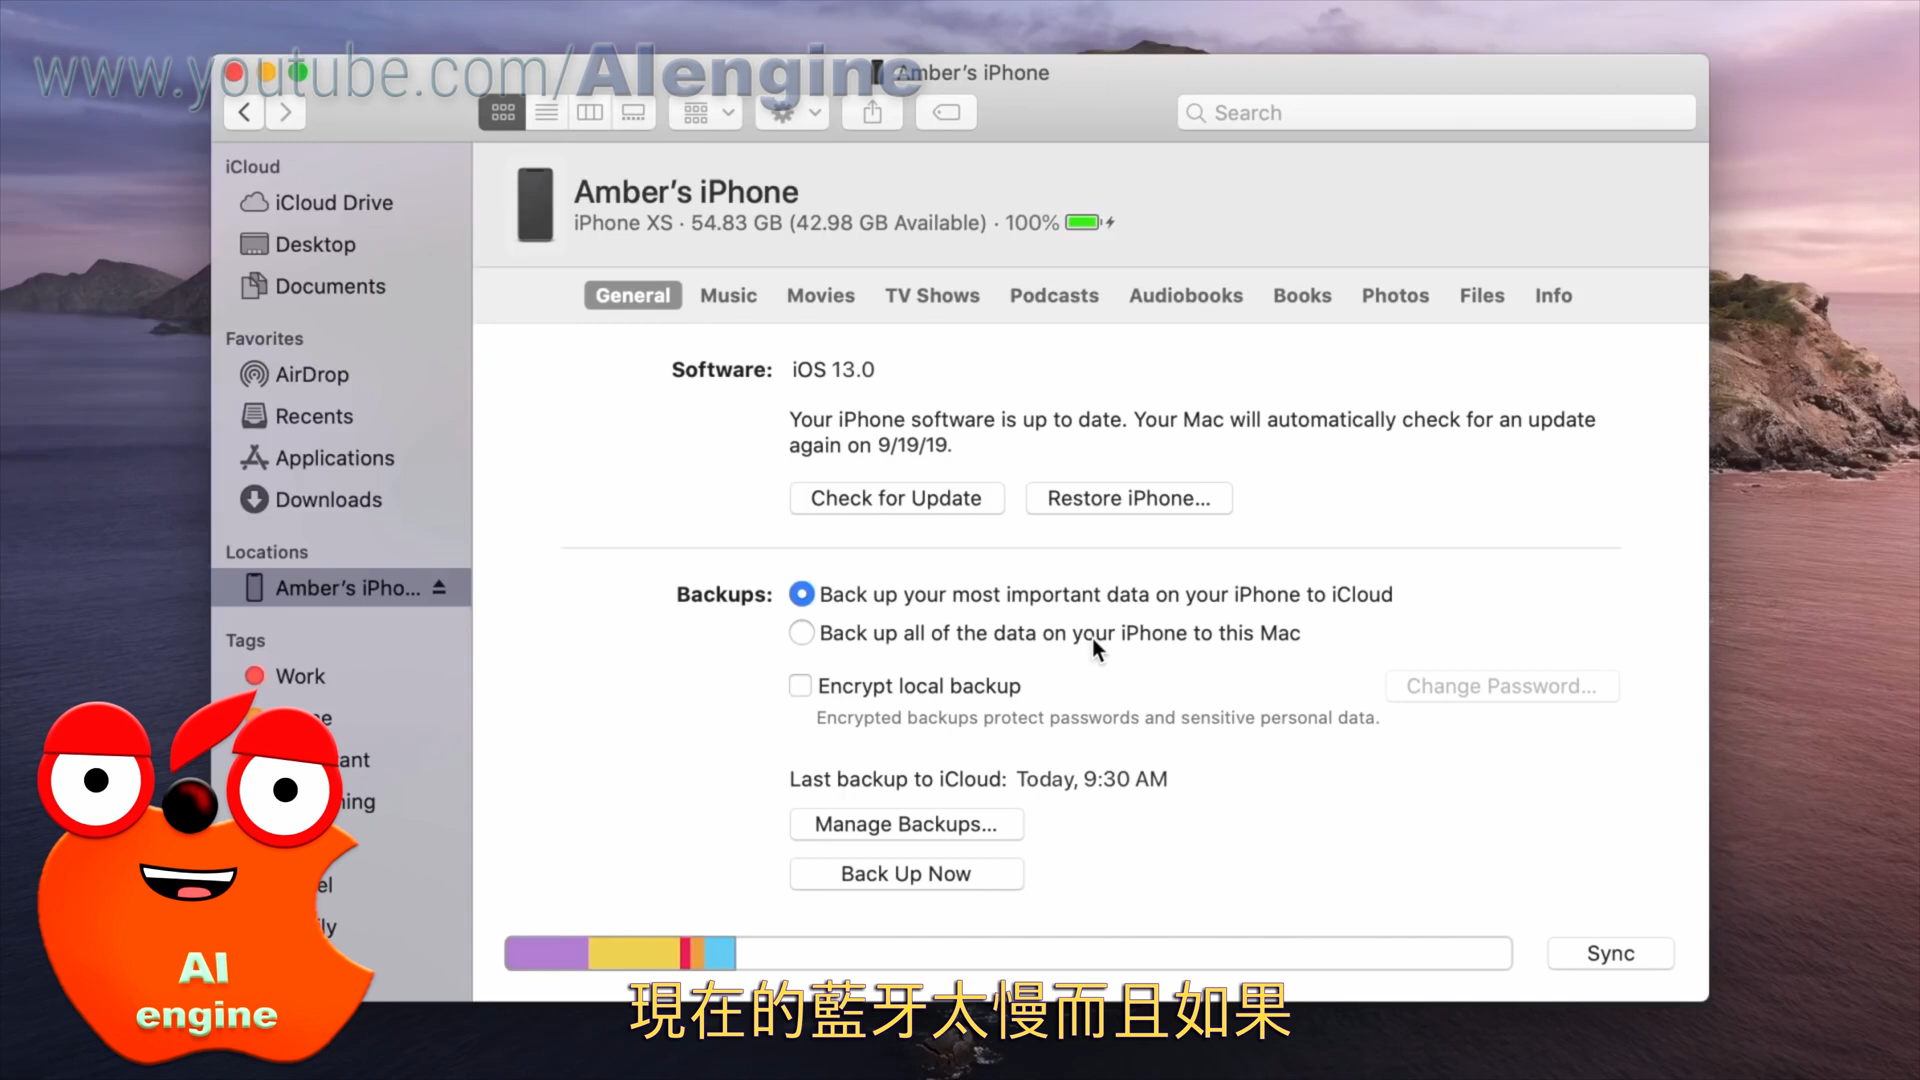 www.youtube.com/AIengine
Amber's iPhone
Search
iCloud
iCloud Drive
Desktop
Documents
Favorites
AirDrop
Recents
Applications
Downloads
Locations
Amber's iPho...
Tags
Work
ne
ant
ning
el
ily
Amber's iPhone
iPhone XS · 54.83 GB (42.98 GB Available) · 100%
General Music Movies TV Shows Podcasts Audiobooks Books Photos Files Info
Software: iOS 13.0
Your iPhone software is up to date. Your Mac will automatically check for an update
again on 9/19/19.
Check for Update Restore iPhone...
Backups: Back up your most important data on your iPhone to iCloud
Back up all of the data on your iPhone to this Mac
Encrypt local backup Change Password...
Encrypted backups protect passwords and sensitive personal data.
Last backup to iCloud: Today, 9:30 AM
Manage Backups...
Back Up Now
Sync
AI
engine
現在的藍牙太慢而且如果